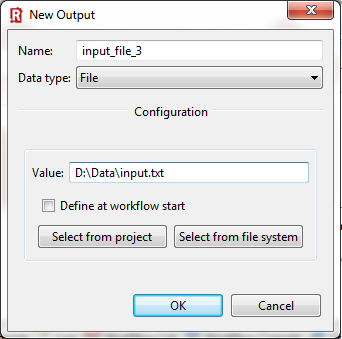 New Output
Name: input_file_3
Data type: File
Configuration
Value: D:\Data\input.txt
Define at workflow start
Select from project Select from file system
OK Cancel